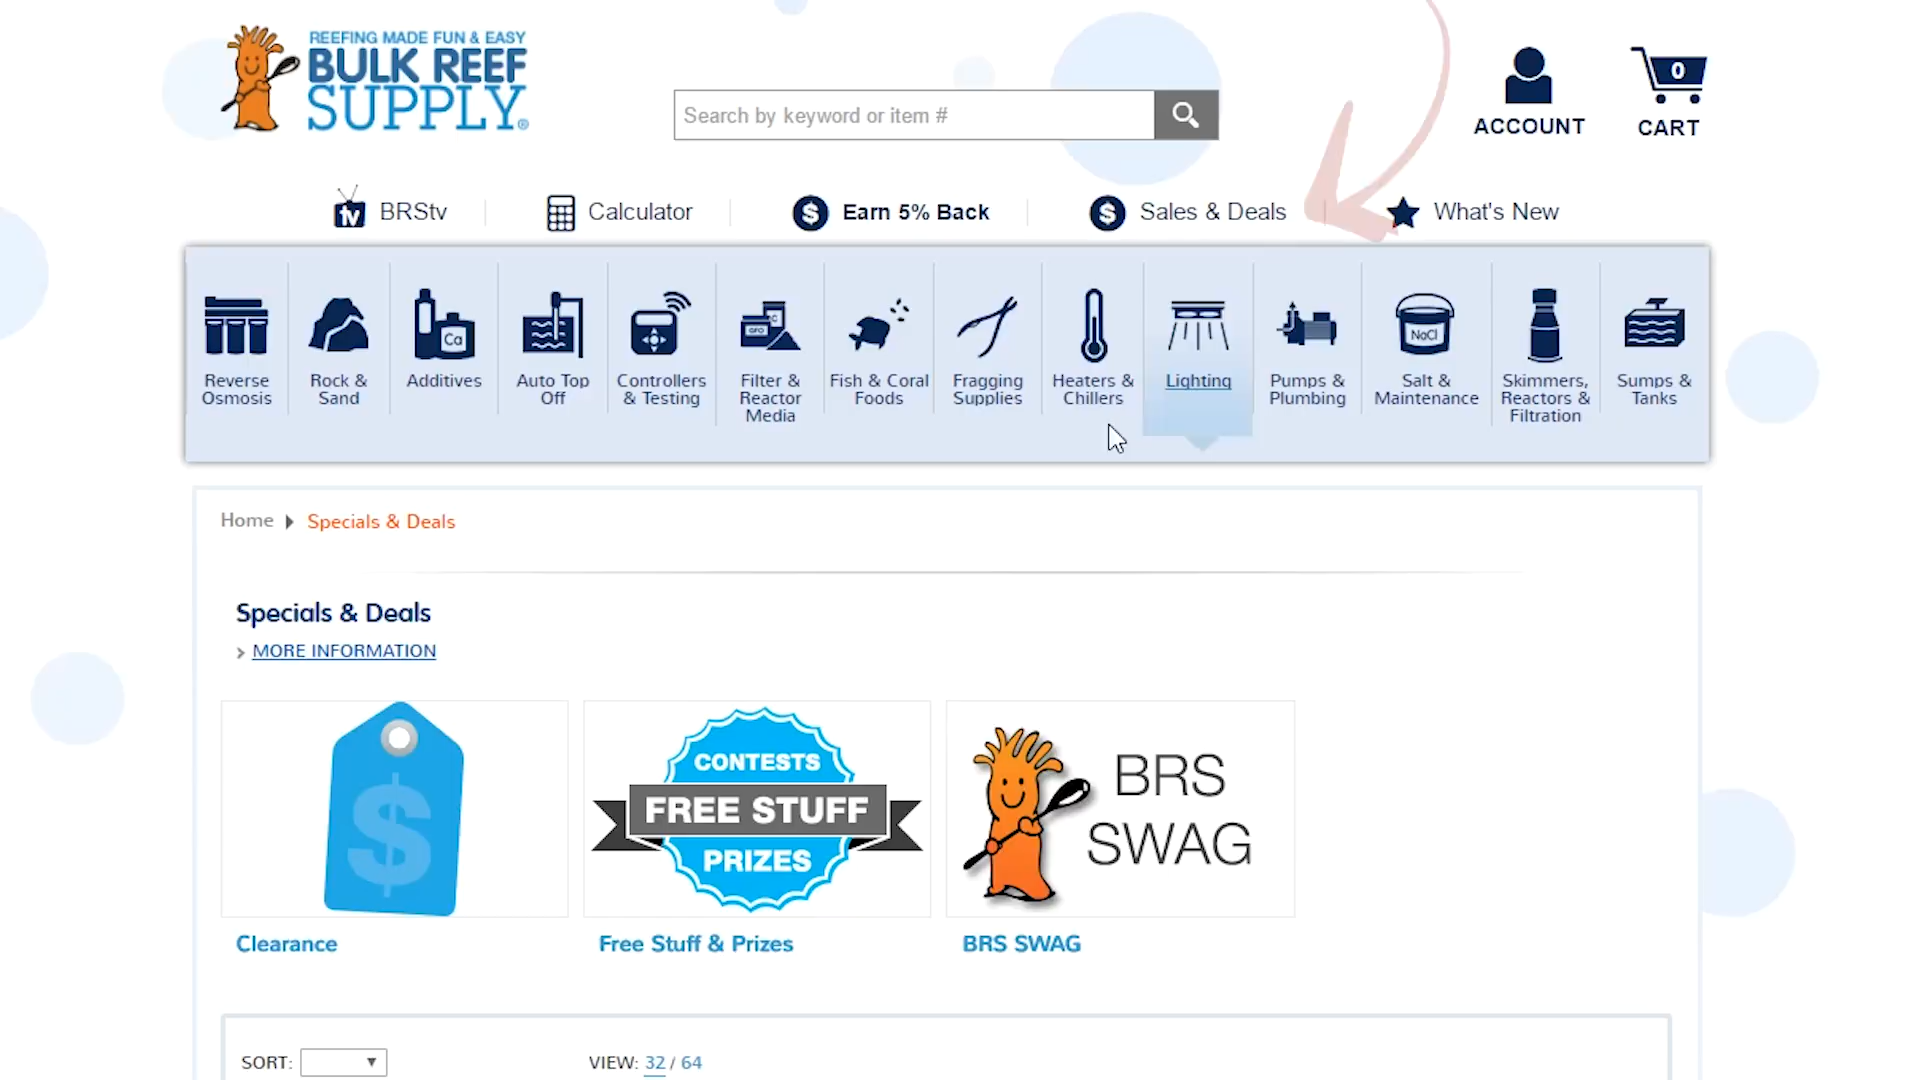 REEFING MADE FUN & EASY
BULK REEF
SUPPLY®
Search by keyword or item #
0
ACCOUNT
CART
tv
BRStv
Calculator
$
Earn 5% Back
$
Sales & Deals
What's New
Ca
GFO
C
NaCl
Reverse
Osmosis
Rock &
Sand
Additives
Auto Top
Off
Controllers
& Testing
Filter &
Reactor
Media
Fish & Coral
Foods
Fragging
Supplies
Heaters &
Chillers
Lighting
Pumps &
Plumbing
Salt &
Maintenance
Skimmers,
Reactors &
Filtration
Sumps &
Tanks
Home
Specials & Deals
Specials & Deals
MORE INFORMATION
$
CONTESTS
FREE STUFF
PRIZES
BRS
SWAG
Clearance
Free Stuff & Prizes
BRS SWAG
SORT:
VIEW: 32 / 64